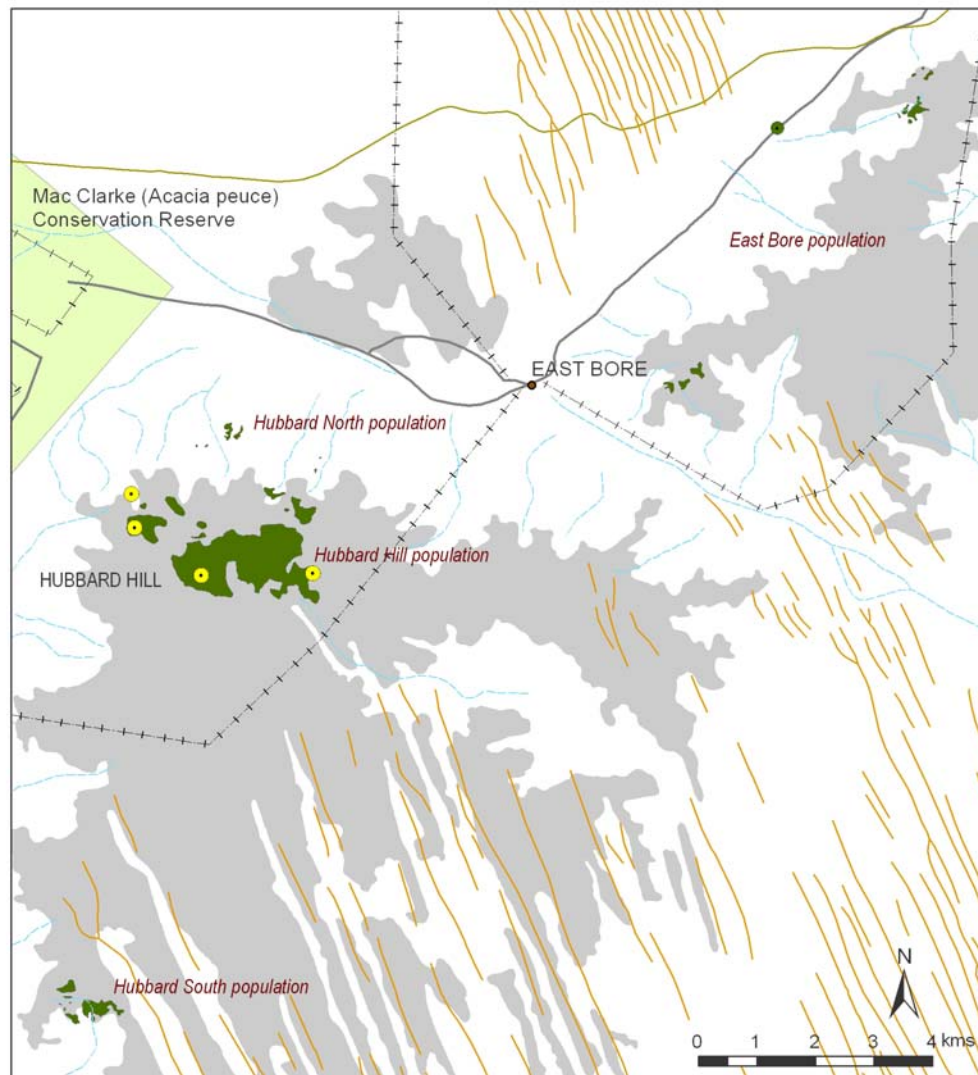 Mac Clarke (Acacia peuce)
Conservation Reserve
East Bore population
EAST BORE
Hubbard North population
Hubbard Hill population
HUBBARD HILL
Hubbard South population
N
0 1 2 3 4 kms